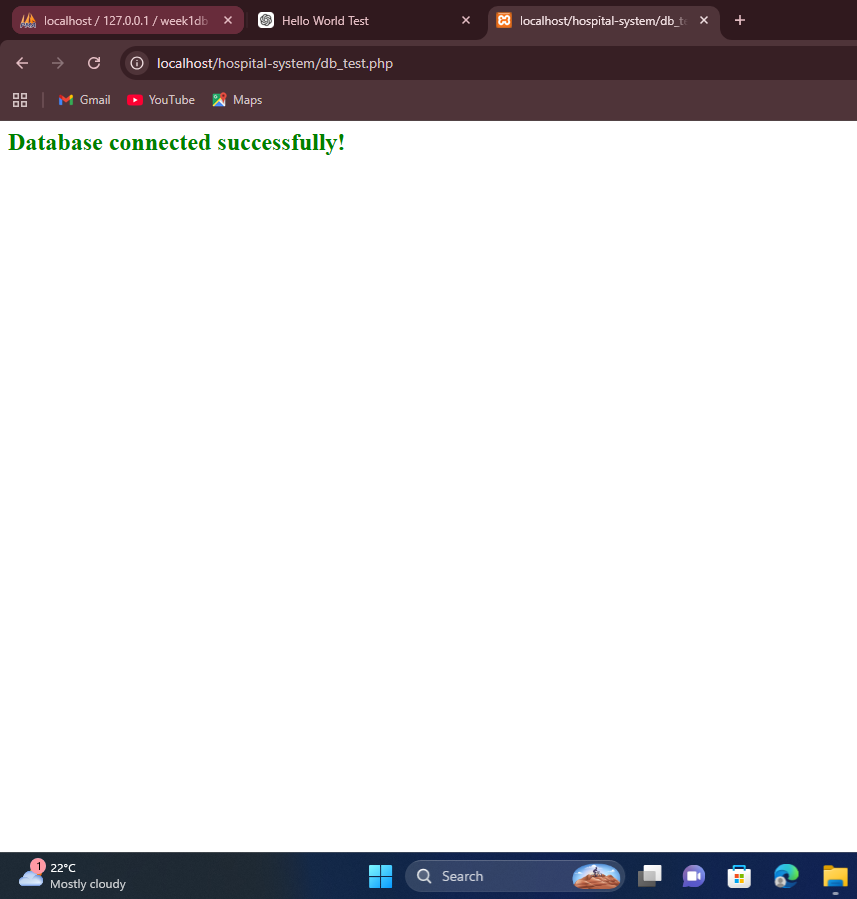 localhost / 127.0.0.1 / week1db
Hello World Test
localhost/hospital-system/db_te
localhost/hospital-system/db_test.php
Gmail
YouTube
Maps
Database connected successfully!
1
22°C
Mostly cloudy
Search